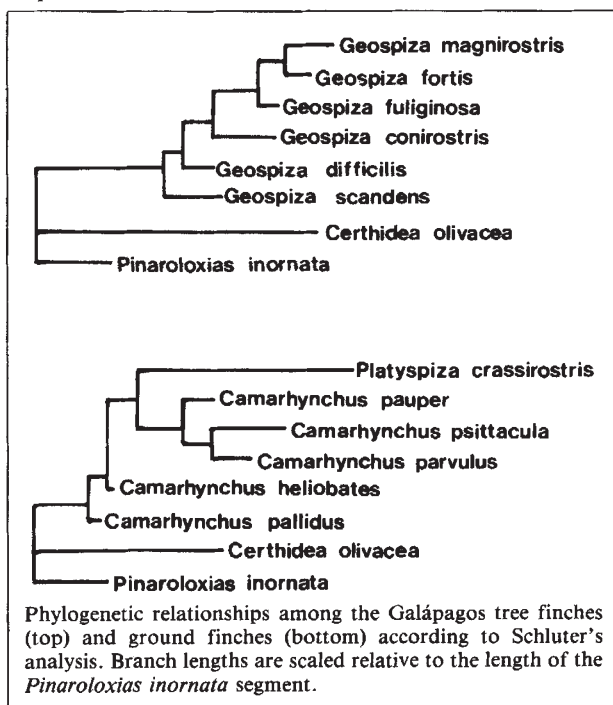 Geospiza magnirostris
Geospiza fortis
Geospiza fuliginosa
Geospiza conirostris
Geospiza difficilis
Geospiza scandens
Certhidea olivacea
Pinaroloxias inornata
Platyspiza crassirostris
Camarhynchus pauper
Camarhynchus psittacula
Camarhynchus parvulus
Camarhynchus heliobates
Camarhynchus pallidus
Certhidea olivacea
Pinaroloxias inornata
Phylogenetic relationships among the Galápagos tree finches
(top) and ground finches (bottom) according to Schluter's
analysis. Branch lengths are scaled relative to the length of the
Pinaroloxias inornata segment.